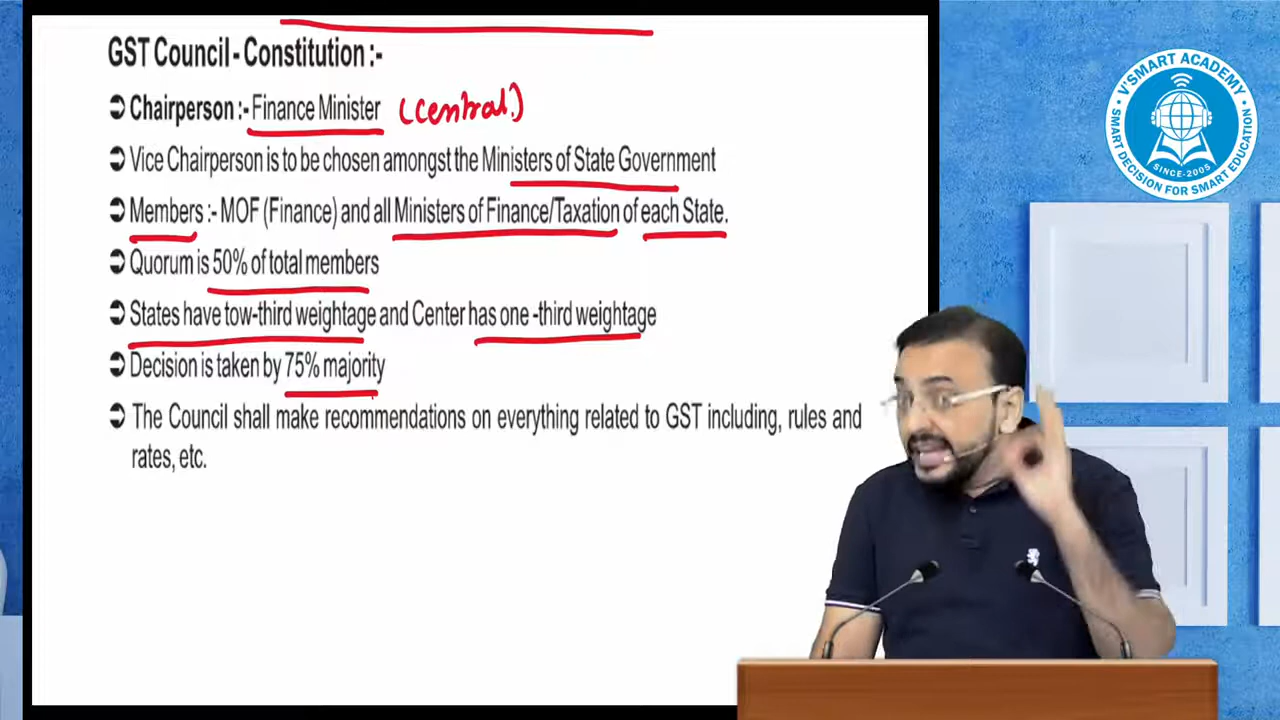 GST Council - Constitution :-
➲ Chairperson :- Finance Minister (Central.)
➲ Vice Chairperson is to be chosen amongst the Ministers of State Government
➲ Members :- MOF (Finance) and all Ministers of Finance/Taxation of each State.
➲ Quorum is 50% of total members
➲ States have tow-third weightage and Center has one -third weightage
➲ Decision is taken by 75% majority
➲ The Council shall make recommendations on everything related to GST including, rules and
rates, etc.
V'SMART ACADEMY
SINCE-2005
SMART DECISION FOR SMART EDUCATION